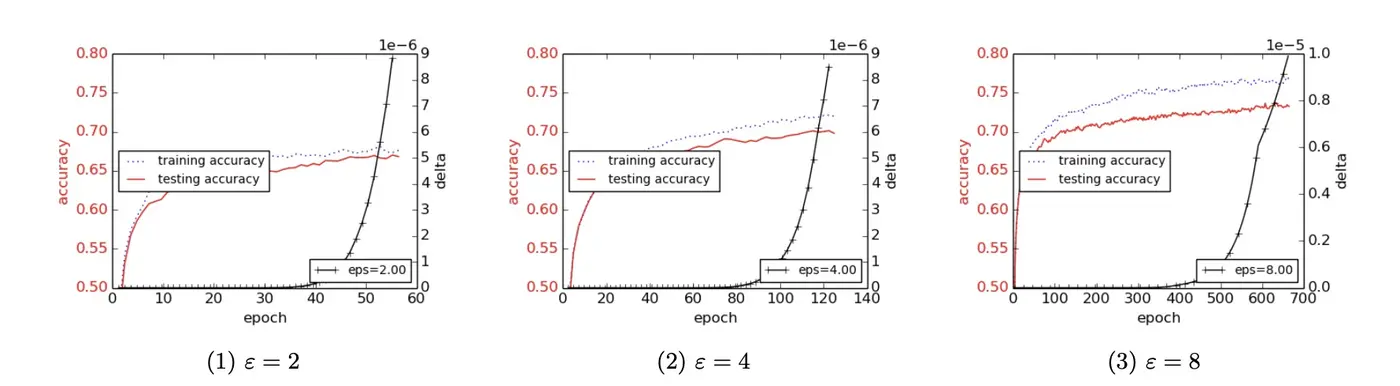 1e−6
0.80
0.75
0.70
0.65
0.60
0.55
0.50
accuracy
training accuracy
testing accuracy
eps=2.00
9
8
7
6
5
4
3
2
1
0
delta
0 10 20 30 40 50 60
epoch
(1) ε = 2
1e−6
0.80
0.75
0.70
0.65
0.60
0.55
0.50
accuracy
training accuracy
testing accuracy
eps=4.00
9
8
7
6
5
4
3
2
1
0
delta
0 20 40 60 80 100 120 140
epoch
(2) ε = 4
1e−5
0.80
0.75
0.70
0.65
0.60
0.55
0.50
accuracy
training accuracy
testing accuracy
eps=8.00
1.0
0.8
0.6
0.4
0.2
0.0
delta
0 100 200 300 400 500 600 700
epoch
(3) ε = 8